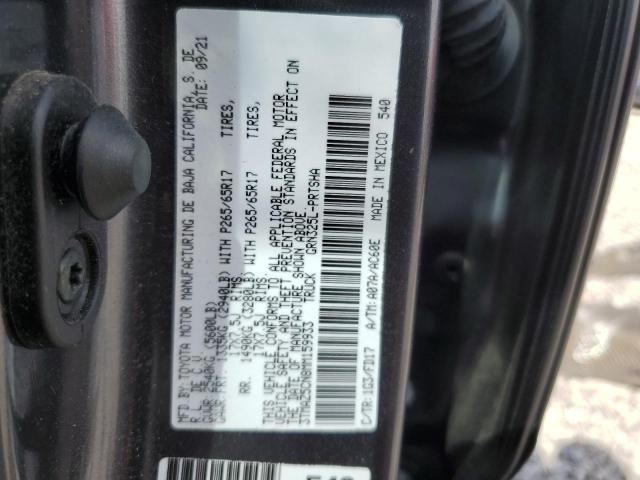 MFD. BY: TOYOTA MOTOR MANUFACTURING DE BAJA CALIFORNIA, S. DE
R.L. DE C.V. DATE: 09/21
GVWR 2540KG (5600LB)
GAWR FRT. 1335KG (2940LB) WITH P265/65R17 TIRES,
17X7.5J RIMS
RR. 1490KG (3280LB) WITH P265/65R17 TIRES,
17X7.5J RIMS
THIS VEHICLE CONFORMS TO ALL APPLICABLE FEDERAL MOTOR
VEHICLE SAFETY AND THEFT PREVENTION STANDARDS IN EFFECT ON
THE DATE OF MANUFACTURE SHOWN ABOVE.
3TMAZ5CN8MM159933 TRUCK GRN325L-PRTSHA
C/TR: 1G3/FD17 A/TM: A07A/AC60E MADE IN MEXICO 540